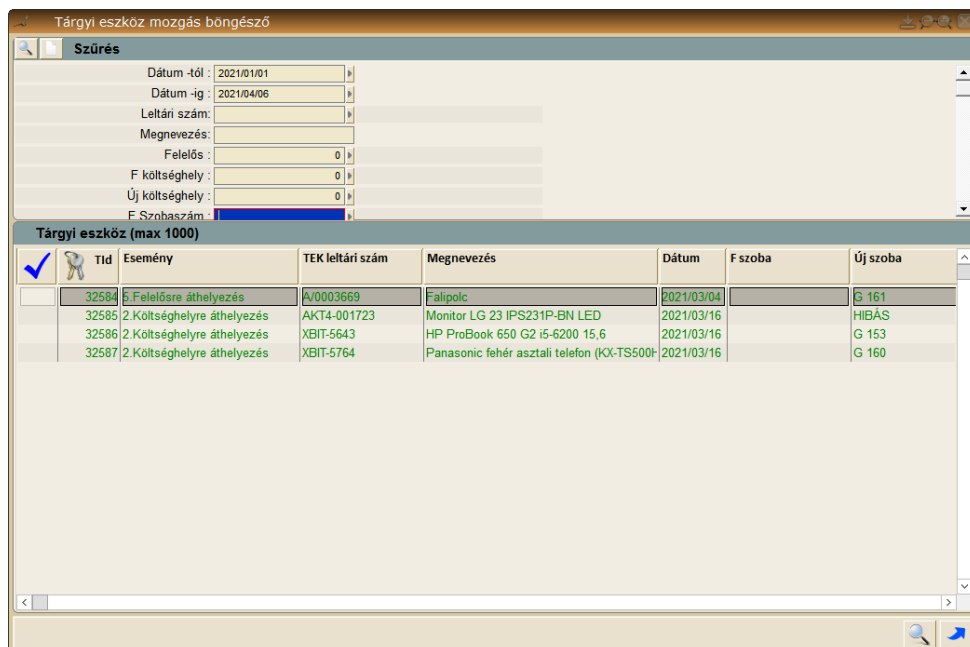 Tárgyi eszköz mozgás böngésző
Szűrés
Dátum -tól : 2021/01/01
Dátum -ig : 2021/04/06
Leltári szám:
Megnevezés:
Felelős : 0
F költséghely : 0
Új költséghely : 0
F Szobaszám :
Tárgyi eszköz (max 1000)
TId Esemény TEK leltári szám Megnevezés Dátum F szoba Új szoba
32584 5.Felelősre áthelyezés A/0003669 Falipolc 2021/03/04 G 161
32585 2.Költséghelyre áthelyezés AKT4-001723 Monitor LG 23 IPS231P-BN LED 2021/03/16 HIBÁS
32586 2.Költséghelyre áthelyezés XBIT-5643 HP ProBook 650 G2 i5-6200 15,6 2021/03/16 G 153
32587 2.Költséghelyre áthelyezés XBIT-5764 Panasonic fehér asztali telefon (KX-TS500H 2021/03/16 G 160